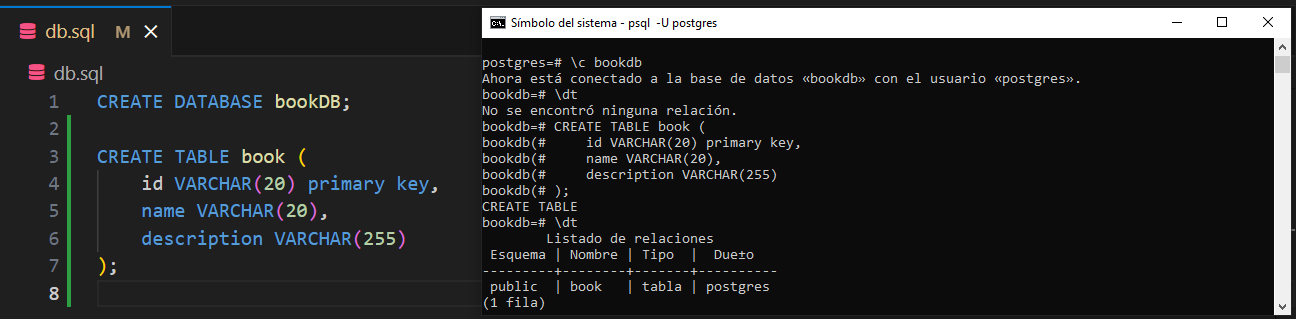 db.sql M
db.sql
1 CREATE DATABASE bookDB;
2
3 CREATE TABLE book (
4 id VARCHAR(20) primary key,
5 name VARCHAR(20),
6 description VARCHAR(255)
7 );
8
Símbolo del sistema - psql -U postgres
postgres=# \c bookdb
Ahora está conectado a la base de datos «bookdb» con el usuario «postgres».
bookdb=# \dt
No se encontró ninguna relación.
bookdb=# CREATE TABLE book (
bookdb(# id VARCHAR(20) primary key,
bookdb(# name VARCHAR(20),
bookdb(# description VARCHAR(255)
bookdb(# );
CREATE TABLE
bookdb=# \dt
Listado de relaciones
Esquema | Nombre | Tipo | Due±o
---------+--------+-------+----------
public | book | tabla | postgres
(1 fila)